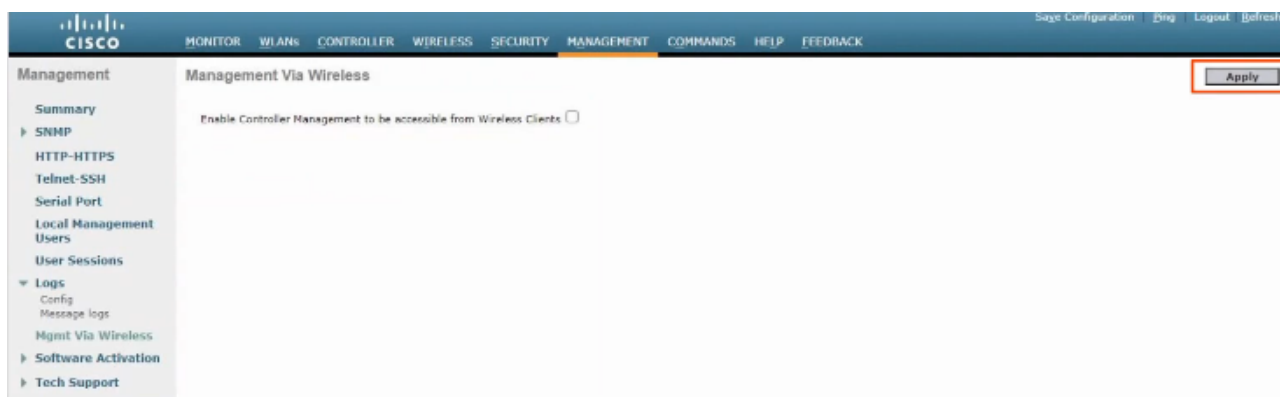 Save Configuration Ping Logout Refresh
CISCO
MONITOR WLANs CONTROLLER WIRELESS SECURITY MANAGEMENT COMMANDS HELP FEEDBACK
Management
Summary
SNMP
HTTP-HTTPS
Telnet-SSH
Serial Port
Local Management
Users
User Sessions
Logs
Config
Message logs
Mgmt Via Wireless
Software Activation
Tech Support
Management Via Wireless
Apply
Enable Controller Management to be accessible from Wireless Clients